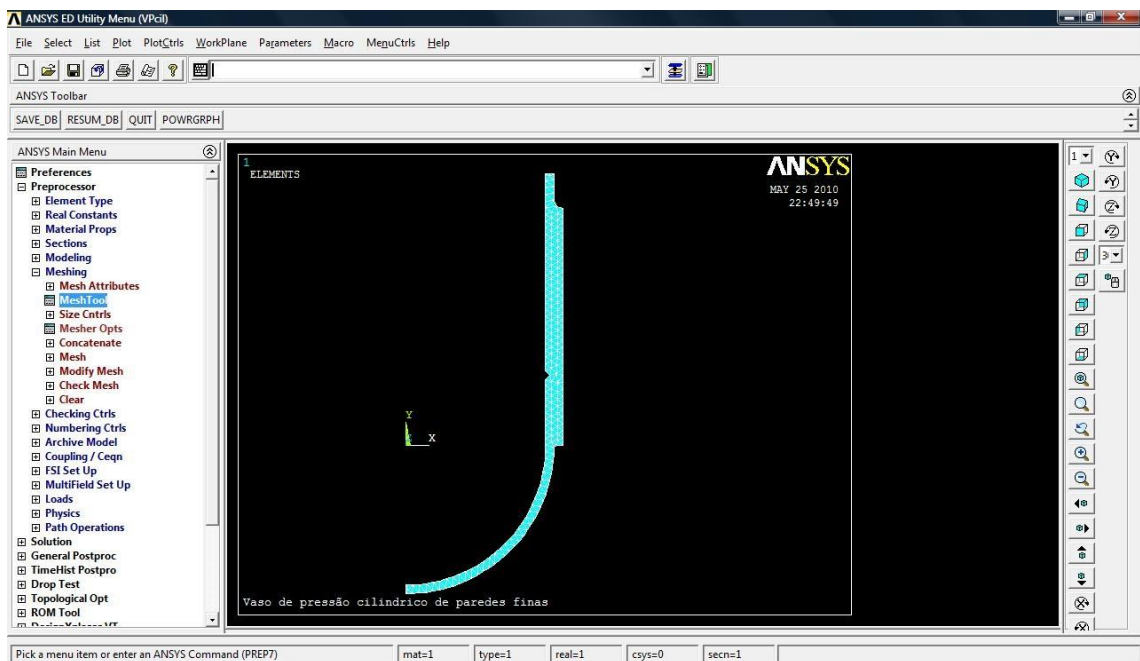 ANSYS ED Utility Menu (VPcil)
File Select List Plot PlotCtrls WorkPlane Parameters Macro MenuCtrls Help
ANSYS Toolbar
SAVE_DB RESUM_DB QUIT POWRGRPH
ANSYS Main Menu
Preferences
Preprocessor
Element Type
Real Constants
Material Props
Sections
Modeling
Meshing
Mesh Attributes
MeshTool
Size Cntrls
Mesher Opts
Concatenate
Mesh
Modify Mesh
Check Mesh
Clear
Checking Ctrls
Numbering Ctrls
Archive Model
Coupling / Ceqn
FSI Set Up
MultiField Set Up
Loads
Physics
Path Operations
Solution
General Postproc
TimeHist Postpro
Drop Test
Topological Opt
ROM Tool
DesignXplorer VT
1
ELEMENTS
ANSYS
MAY 25 2010
22:49:49
Y
X
Vaso de pressão cilindrico de paredes finas
1
3
Pick a menu item or enter an ANSYS Command (PREP7)
mat=1 type=1 real=1 csys=0 secn=1